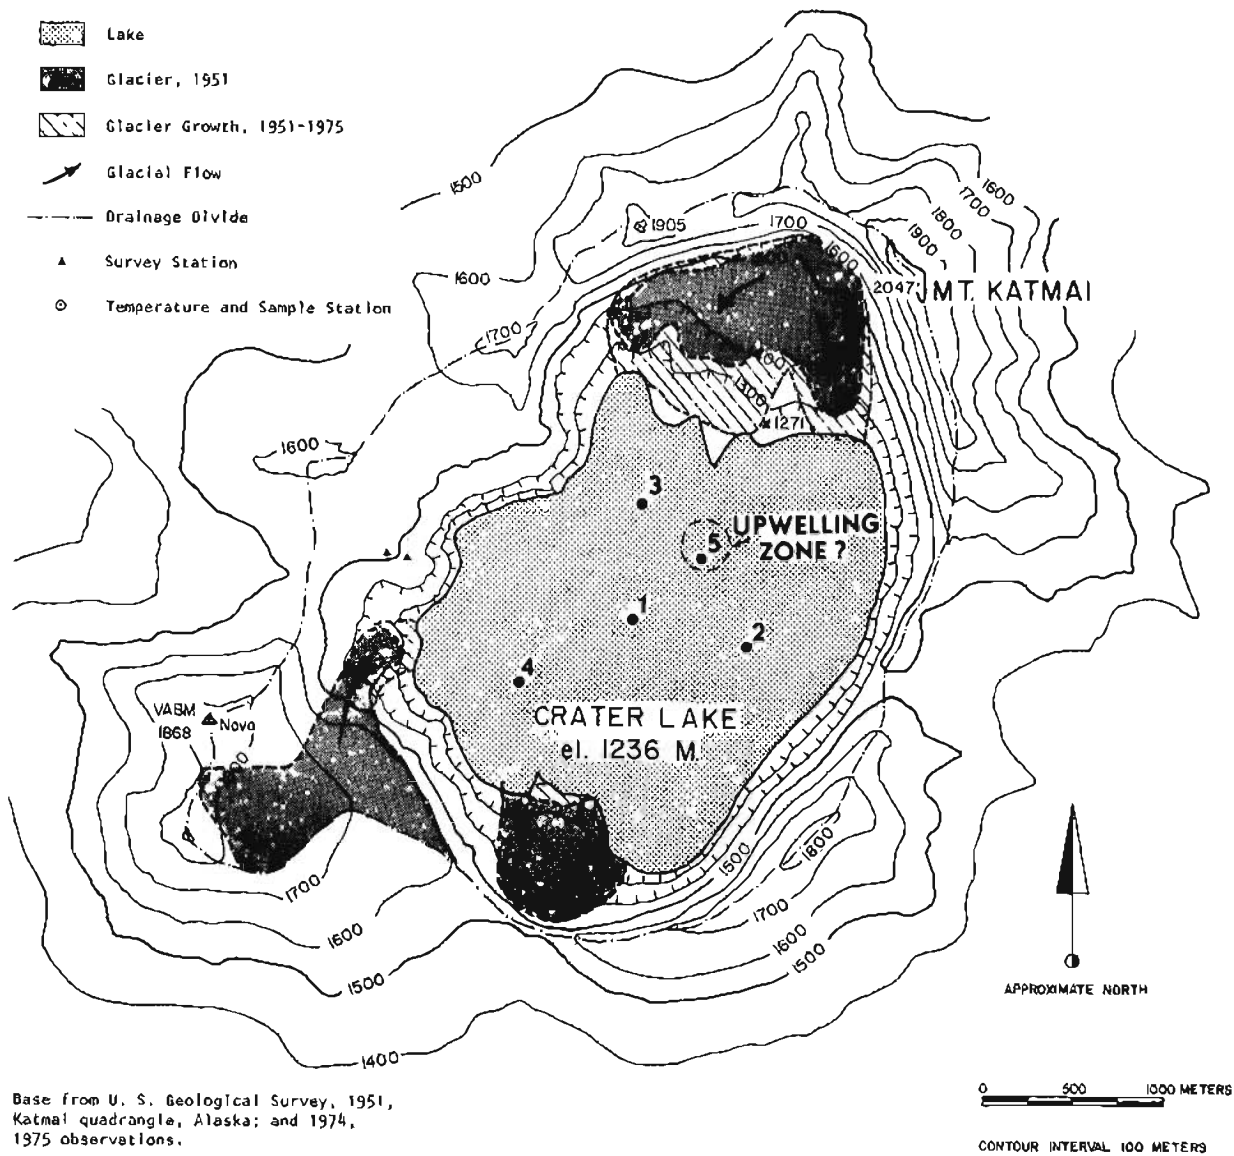 Lake
Glacier, 1951
Glacier Growth, 1951-1975
Glacial Flow
Drainage Divide
Survey Station
Temperature and Sample Station
1500
1600
1700
1800
1900
1905
1700
1600
2047
MT. KATMAI
1600
1700
1300
1271
1600
3
UPWELLING
ZONE ?
5
1
2
4
VABM
1868
Nova
CRATER LAKE
el. 1236 M.
1800
1500
1700
1700
1600
1600
1500
1500
1400
APPROXIMATE NORTH
Base from U. S. Geological Survey, 1951,
Katmai quadrangle, Alaska; and 1974,
1975 observations.
0 500 1000 METERS
CONTOUR INTERVAL 100 METERS